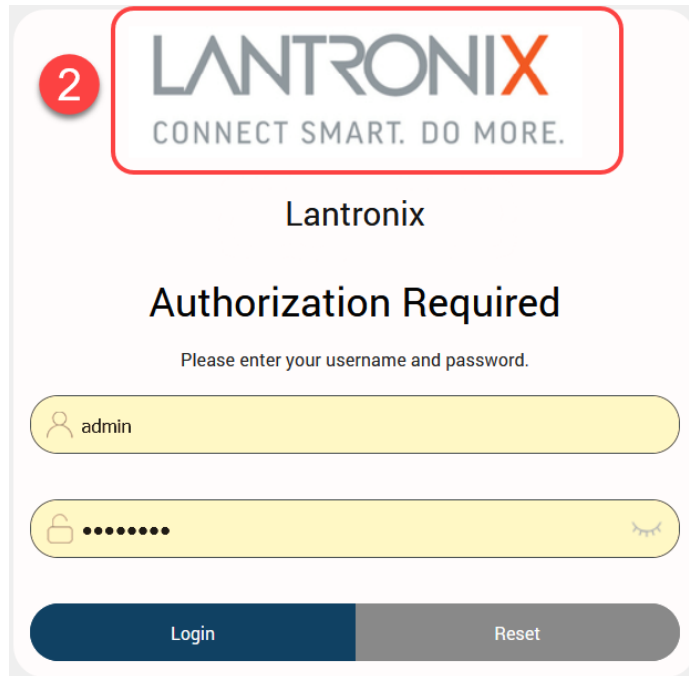 2
LANTRONIX
CONNECT SMART. DO MORE.
Lantronix
Authorization Required
Please enter your username and password.
admin
••••••••
Login Reset